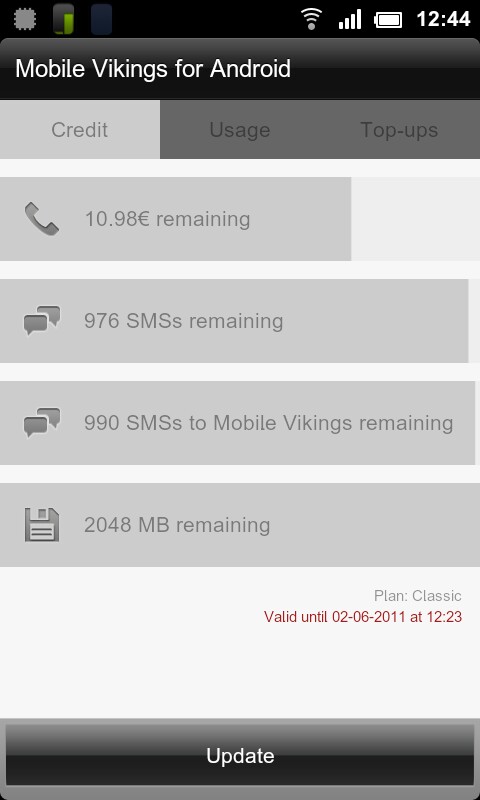 12:44
Mobile Vikings for Android
Credit Usage Top-ups
10.98€ remaining
976 SMSs remaining
990 SMSs to Mobile Vikings remaining
2048 MB remaining
Plan: Classic
Valid until 02-06-2011 at 12:23
Update